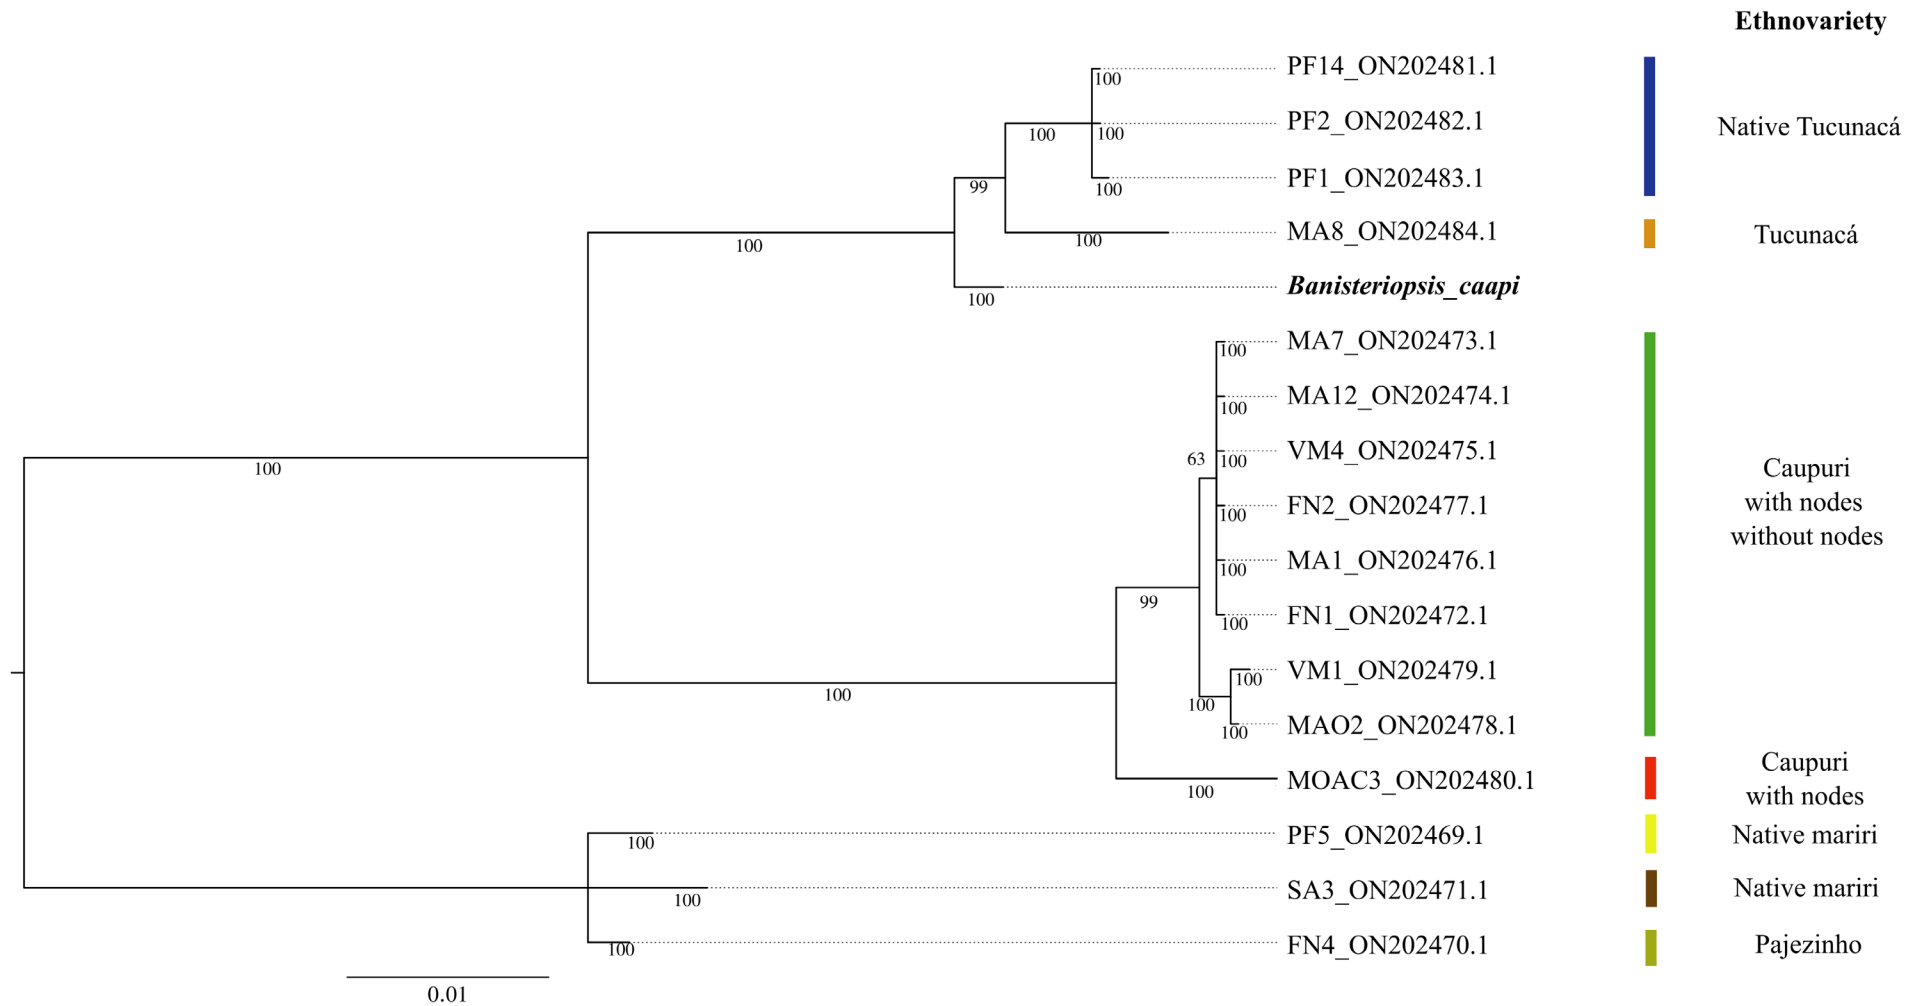 Ethnovariety
PF14_ON202481.1
100
PF2_ON202482.1
100
100
Native Tucunacá
PF1_ON202483.1
99
100
MA8_ON202484.1
100
100
Tucunacá
Banisteriopsis_caapi
100
MA7_ON202473.1
100
MA12_ON202474.1
100
VM4_ON202475.1
63
100
100
Caupuri
with nodes
without nodes
FN2_ON202477.1
100
MA1_ON202476.1
100
99
FN1_ON202472.1
100
VM1_ON202479.1
100
100
100
MAO2_ON202478.1
100
Caupuri
with nodes
MOAC3_ON202480.1
100
PF5_ON202469.1
100
Native mariri
SA3_ON202471.1
100
Native mariri
FN4_ON202470.1
100
Pajezinho
0.01